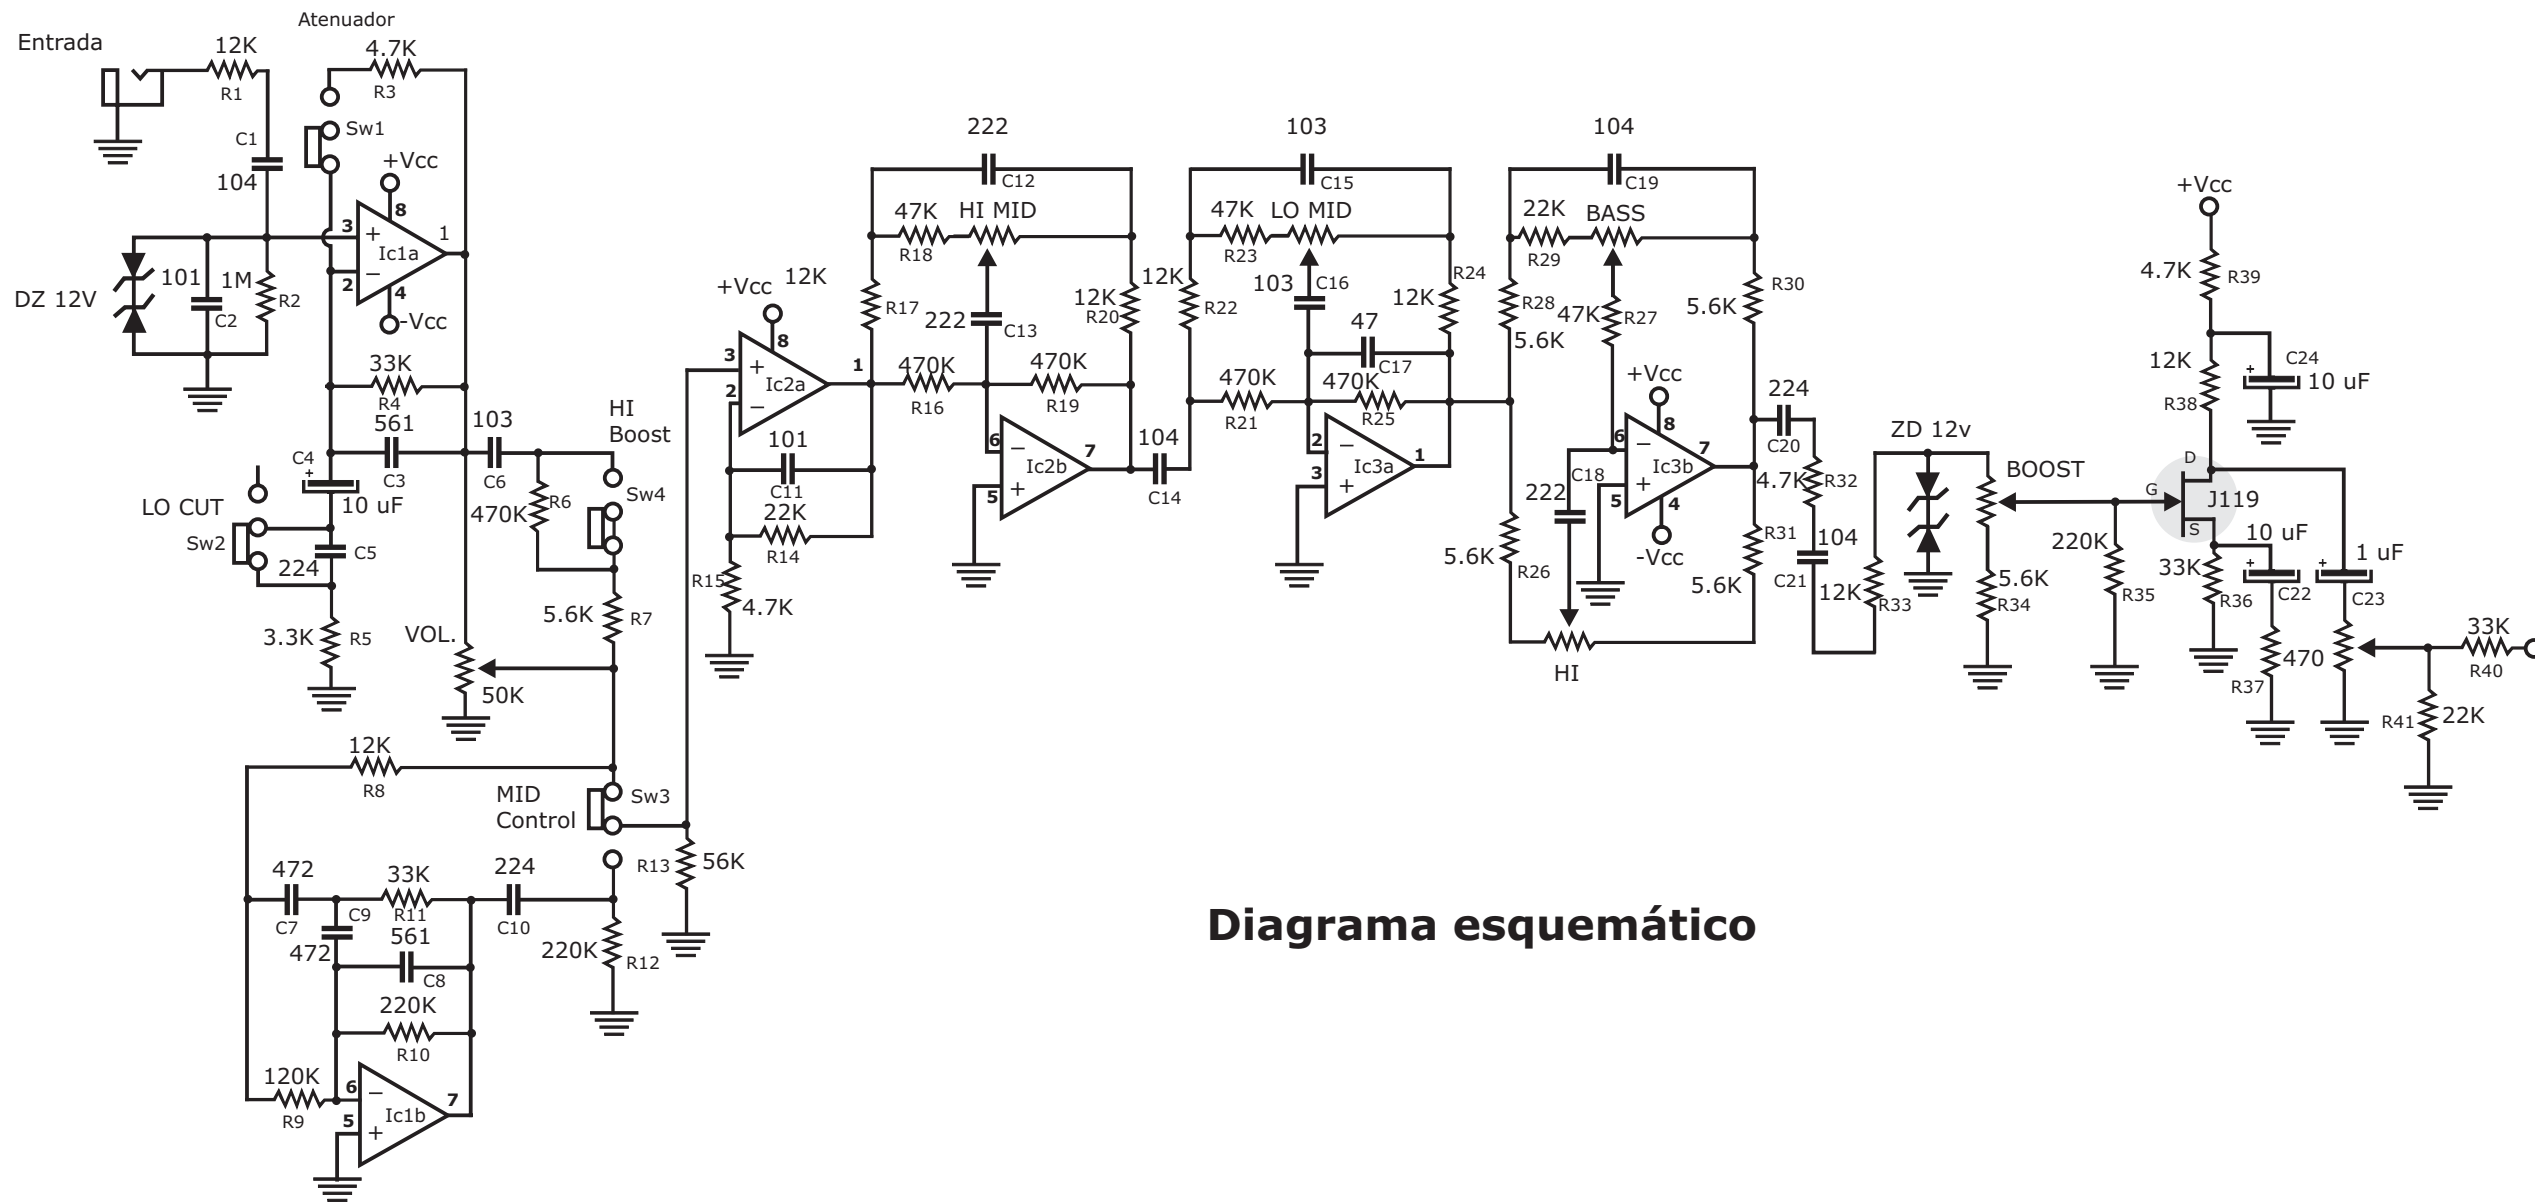 Entrada
12K
R1
C1
104
Atenuador
4.7K
R3
Sw1
+Vcc
8
3
+
Ic1a
1
−
2
4
-Vcc
DZ 12V
101
C2
1M
R2
33K
R4
561
C3
103
C6
HI
Boost
Sw4
R6
470K
C4
+
10 uF
LO CUT
Sw2
C5
224
3.3K
R5
5.6K
R7
VOL.
50K
12K
R8
MID
Control
Sw3
R13
56K
472
C7
C9
472
33K
R11
561
C8
224
C10
220K
R12
220K
R10
120K
R9
6
−
Ic1b
7
5
+
+Vcc
8
3
+
2
−
Ic2a
1
101
C11
22K
R14
R15
4.7K
12K
R17
222
C12
47K
R18
HI MID
222
C13
12K
R20
470K
R16
470K
R19
6
−
Ic2b
7
5
+
104
C14
12K
R22
103
C15
47K
R23
LO MID
103
C16
R24
12K
47
C17
470K
R21
470K
R25
2
−
Ic3a
1
3
+
104
C19
22K
R29
BASS
R28
5.6K
47K
R27
5.6K
R30
+Vcc
8
6
−
Ic3b
7
5
+
4
-Vcc
C18
222
5.6K
R26
HI
R31
5.6K
224
C20
4.7K
R32
104
C21
12K
R33
ZD 12v
BOOST
5.6K
R34
220K
R35
+Vcc
4.7K
R39
12K
R38
C24
+
10 uF
D
G
J119
S
10 uF
+
C22
33K
R36
1 uF
+
C23
470
R37
33K
R40
R41
22K
Diagrama esquemático